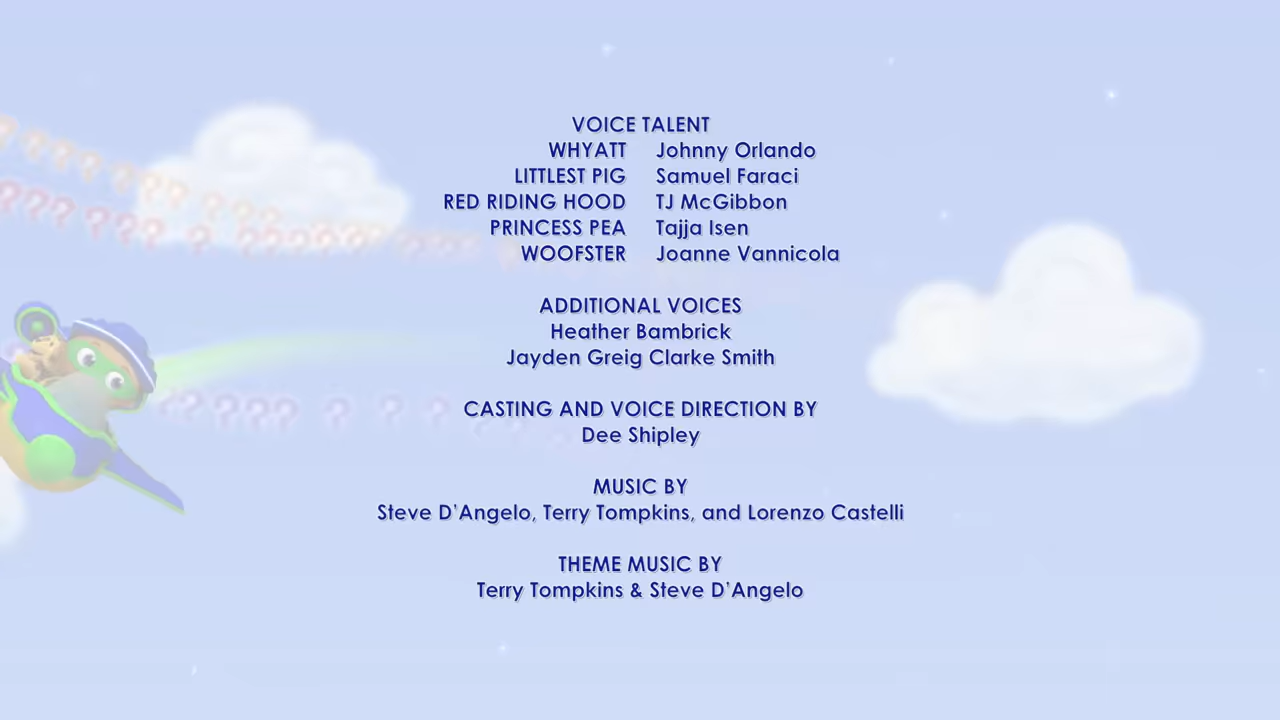 VOICE TALENT
WHYATT Johnny Orlando
LITTLEST PIG Samuel Faraci
RED RIDING HOOD TJ McGibbon
PRINCESS PEA Tajja Isen
WOOFSTER Joanne Vannicola
ADDITIONAL VOICES
Heather Bambrick
Jayden Greig Clarke Smith
CASTING AND VOICE DIRECTION BY
Dee Shipley
MUSIC BY
Steve D'Angelo, Terry Tompkins, and Lorenzo Castelli
THEME MUSIC BY
Terry Tompkins & Steve D'Angelo